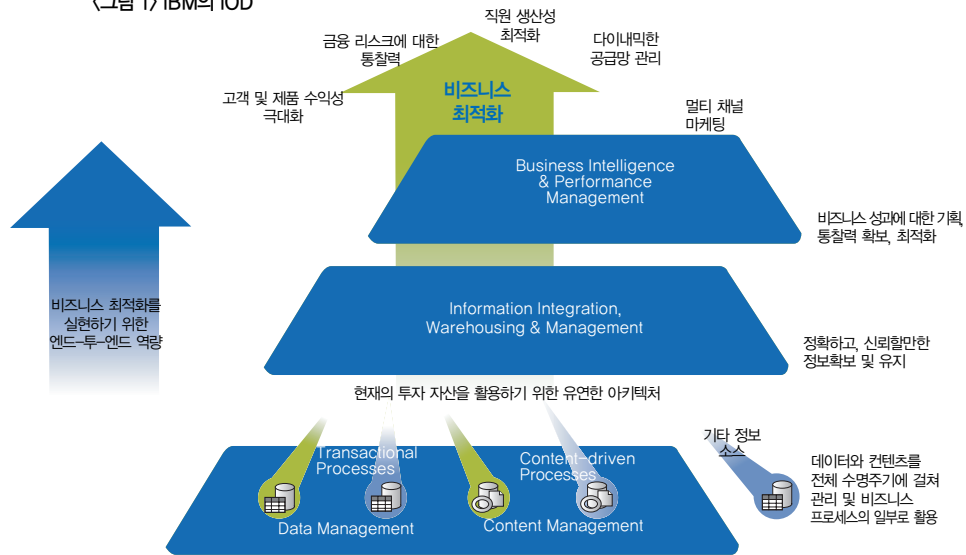 <그림 1> IBM의 IOD
직원 생산성
최적화
금융 리스크에 대한
통찰력
다이내믹한
공급망 관리
고객 및 제품 수익성
극대화
비즈니스
최적화
멀티 채널
마케팅
Business Intelligence
& Performance
Management
비즈니스 성과에 대한 기획,
통찰력 확보, 최적화
비즈니스 최적화를
실현하기 위한
엔드-투-엔드 역량
Information Integration,
Warehousing & Management
정확하고, 신뢰할만한
정보확보 및 유지
현재의 투자 자산을 활용하기 위한 유연한 아키텍처
Transactional
Processes
Content-driven
Processes
기타 정보
소스
Data Management
Content Management
데이터와 컨텐츠를
전체 수명주기에 걸쳐
관리 및 비즈니스
프로세스의 일부로 활용